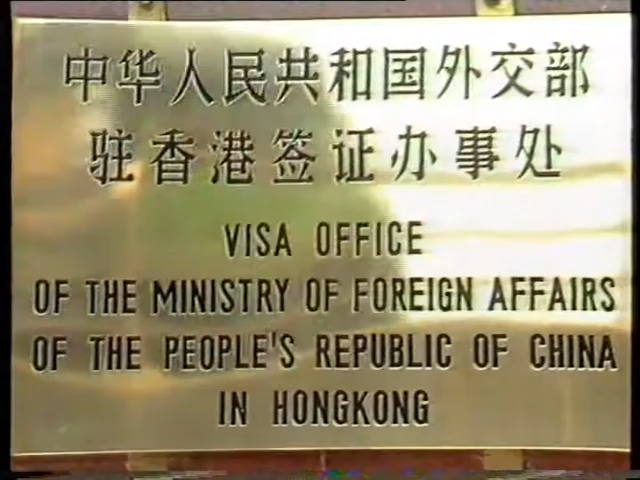 中华人民共和国外交部
驻香港签证办事处
VISA OFFICE
OF THE MINISTRY OF FOREIGN AFFAIRS
OF THE PEOPLE'S REPUBLIC OF CHINA
IN HONGKONG